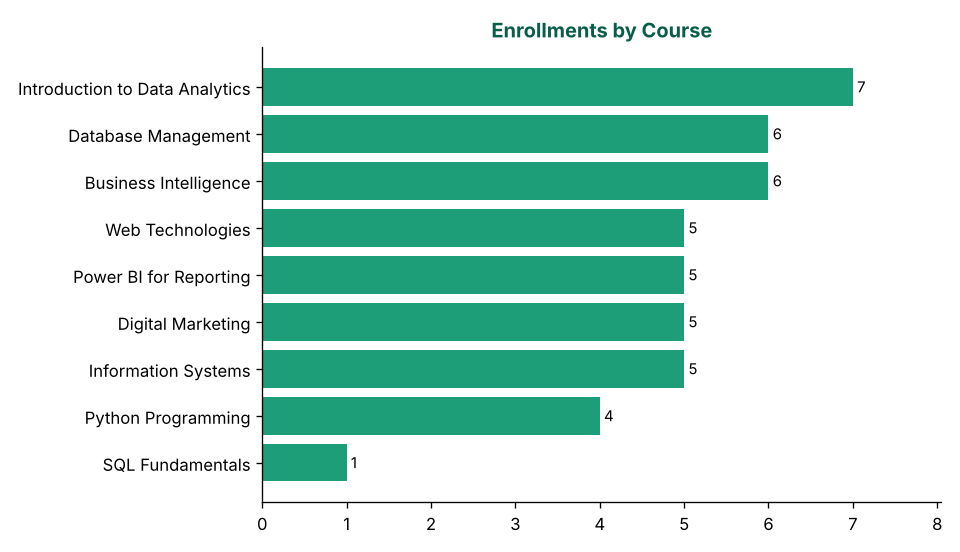 Enrollments by Course
Introduction to Data Analytics 7
Database Management 6
Business Intelligence 6
Web Technologies 5
Power BI for Reporting 5
Digital Marketing 5
Information Systems 5
Python Programming 4
SQL Fundamentals 1
0 1 2 3 4 5 6 7 8